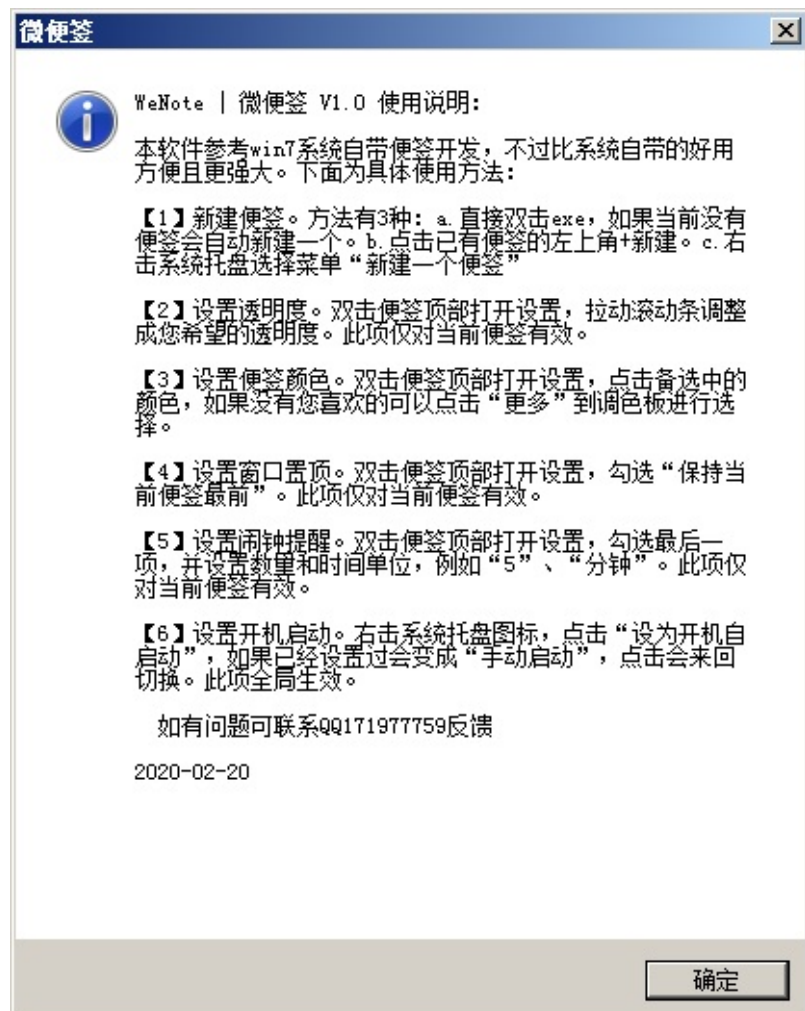 微便签
WeNote | 微便签 V1.0 使用说明:
本软件参考win7系统自带便签开发，不过比系统自带的好用
方便且更强大。下面为具体使用方法：
【1】新建便签。方法有3种：a.直接双击exe，如果当前没有
便签会自动新建一个。b.点击已有便签的左上角+新建。c.右
击系统托盘选择菜单“新建一个便签”
【2】设置透明度。双击便签顶部打开设置，拉动滚动条调整
成您希望的透明度。此项仅对当前便签有效。
【3】设置便签颜色。双击便签顶部打开设置，点击备选中的
颜色，如果没有您喜欢的可以点击“更多”到调色板进行选
择。
【4】设置窗口置顶。双击便签顶部打开设置，勾选“保持当
前便签最前”。此项仅对当前便签有效。
【5】设置闹钟提醒。双击便签顶部打开设置，勾选最后一
项，并设置数量和时间单位，例如“5”、“分钟”。此项仅
对当前便签有效。
【6】设置开机启动。右击系统托盘图标，点击“设为开机自
启动”，如果已经设置过会变成“手动启动”，点击会来回
切换。此项全局生效。
如有问题可联系QQ171977759反馈
2020-02-20
确定